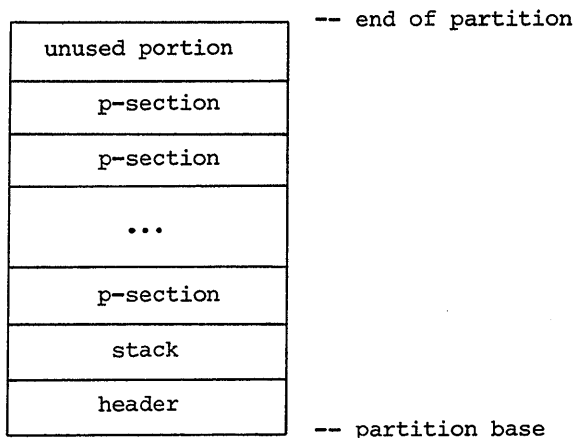 -- end of partition
unused portion
p-section
p-section
...
p-section
stack
header
-- partition base